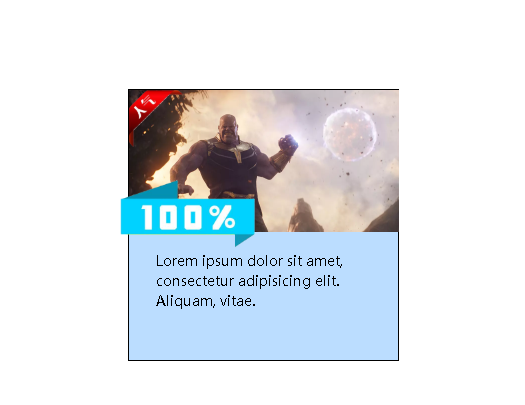 100%
Lorem ipsum dolor sit amet,
consectetur adipisicing elit.
Aliquam, vitae.